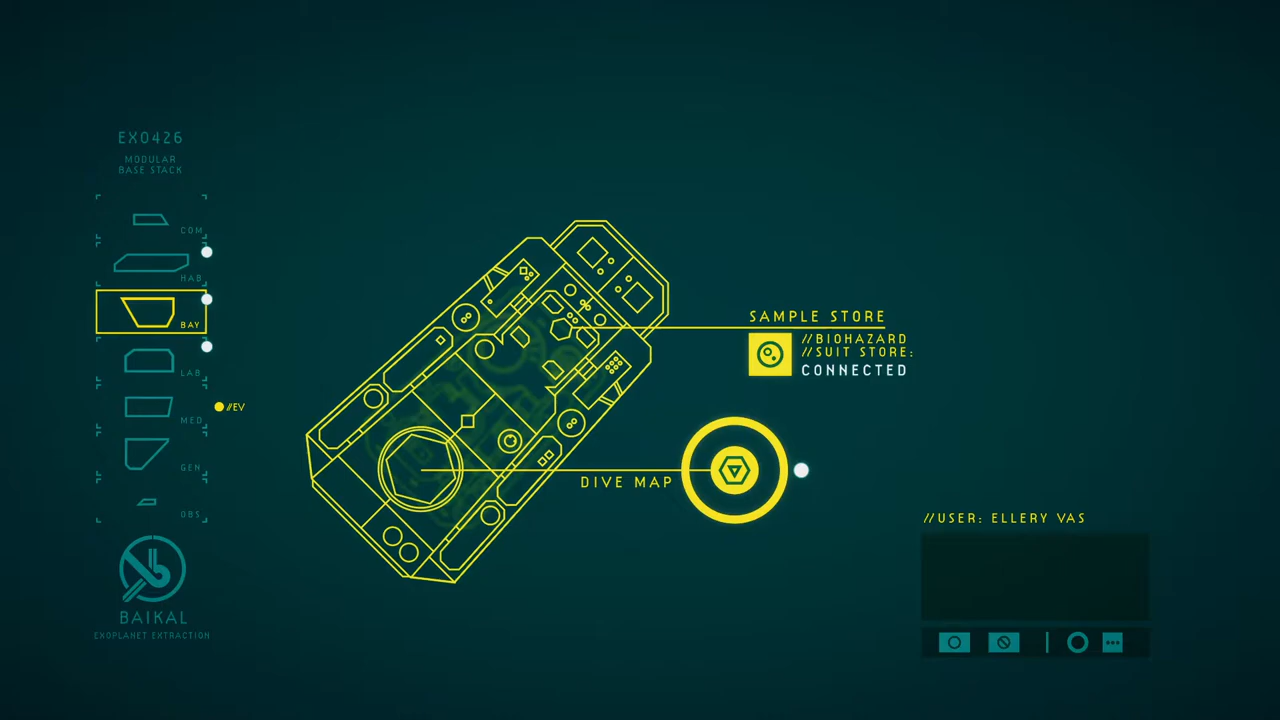 EXO426
MODULAR
BASE STACK
COM
HAB
BAY
LAB
MED
//EV
GEN
OBS
BAIKAL
EXOPLANET EXTRACTION
SAMPLE STORE
//BIOHAZARD
//SUIT STORE:
CONNECTED
DIVE MAP
//USER: ELLERY VAS